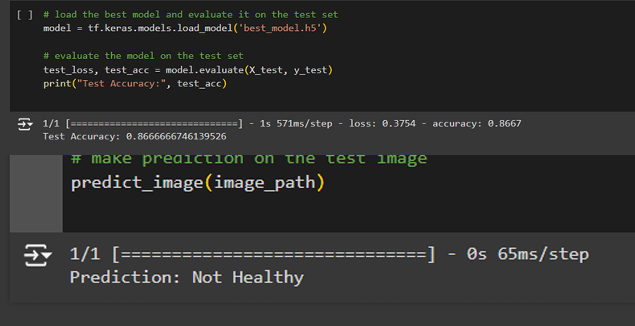 [ ] # load the best model and evaluate it on the test set
model = tf.keras.models.load_model('best_model.h5')
# evaluate the model on the test set
test_loss, test_acc = model.evaluate(X_test, y_test)
print("Test Accuracy:", test_acc)
1/1 [==============================] - 1s 571ms/step - loss: 0.3754 - accuracy: 0.8667
Test Accuracy: 0.8666666746139526
# make prediction on the test image
predict_image(image_path)
1/1 [==============================] - 0s 65ms/step
Prediction: Not Healthy